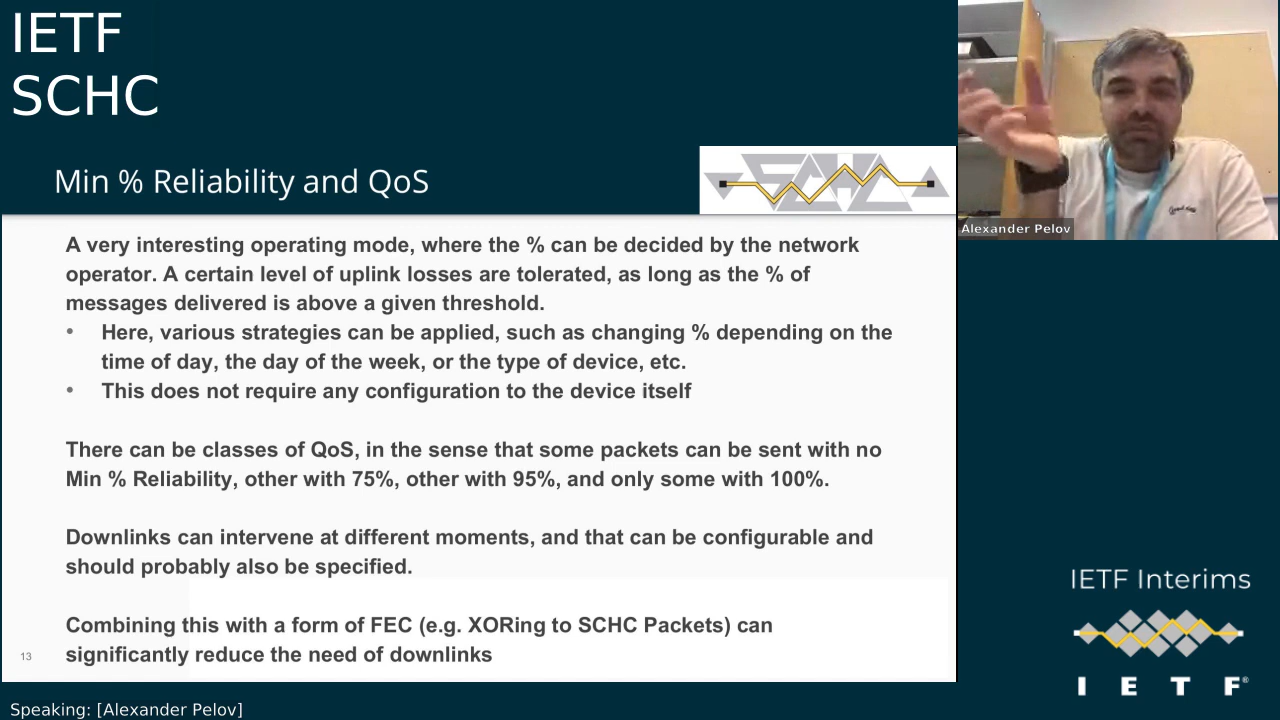 IETF
SCHC
Min % Reliability and QoS
SCHC
Alexander Pelov
A very interesting operating mode, where the % can be decided by the network
operator. A certain level of uplink losses are tolerated, as long as the % of
messages delivered is above a given threshold.
• Here, various strategies can be applied, such as changing % depending on the
time of day, the day of the week, or the type of device, etc.
• This does not require any configuration to the device itself
There can be classes of QoS, in the sense that some packets can be sent with no
Min % Reliability, other with 75%, other with 95%, and only some with 100%.
Downlinks can intervene at different moments, and that can be configurable and
should probably also be specified.
Combining this with a form of FEC (e.g. XORing to SCHC Packets) can
significantly reduce the need of downlinks
13
IETF Interims
I E T F®
Speaking: [Alexander Pelov]